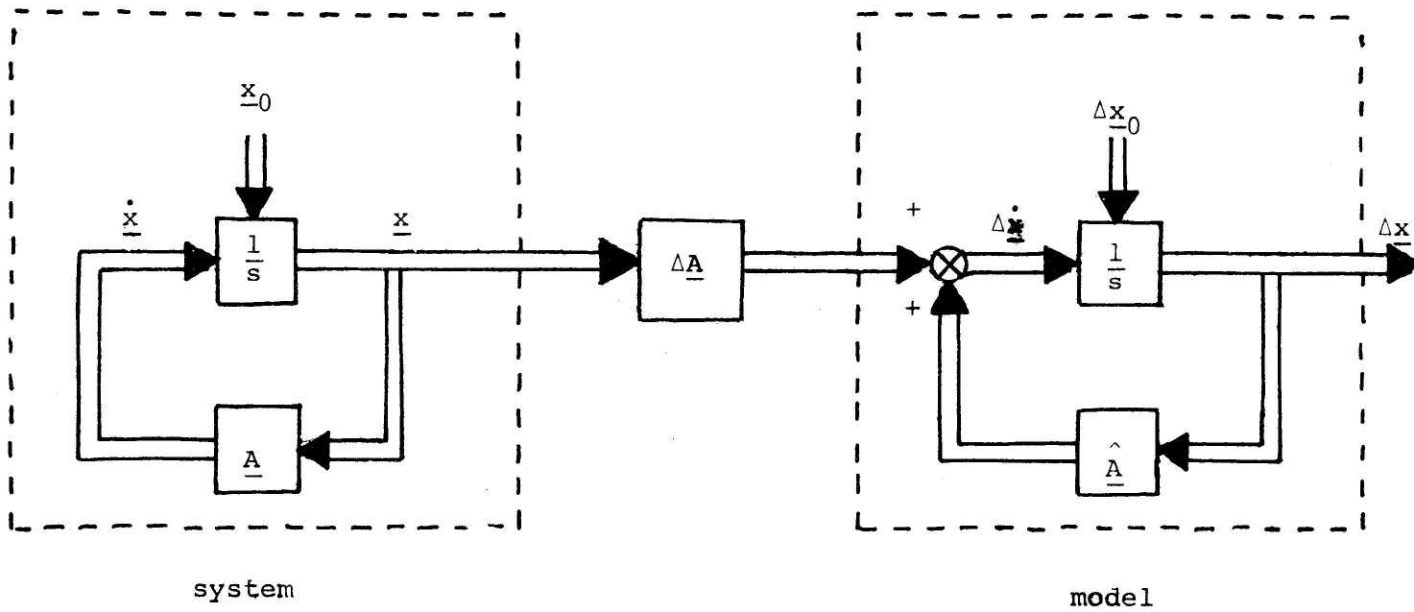 x₀
ẋ
1/s
x
A
system
ΔA
+
+
Δẋ
Δx₀
1/s
Δx
Â
model